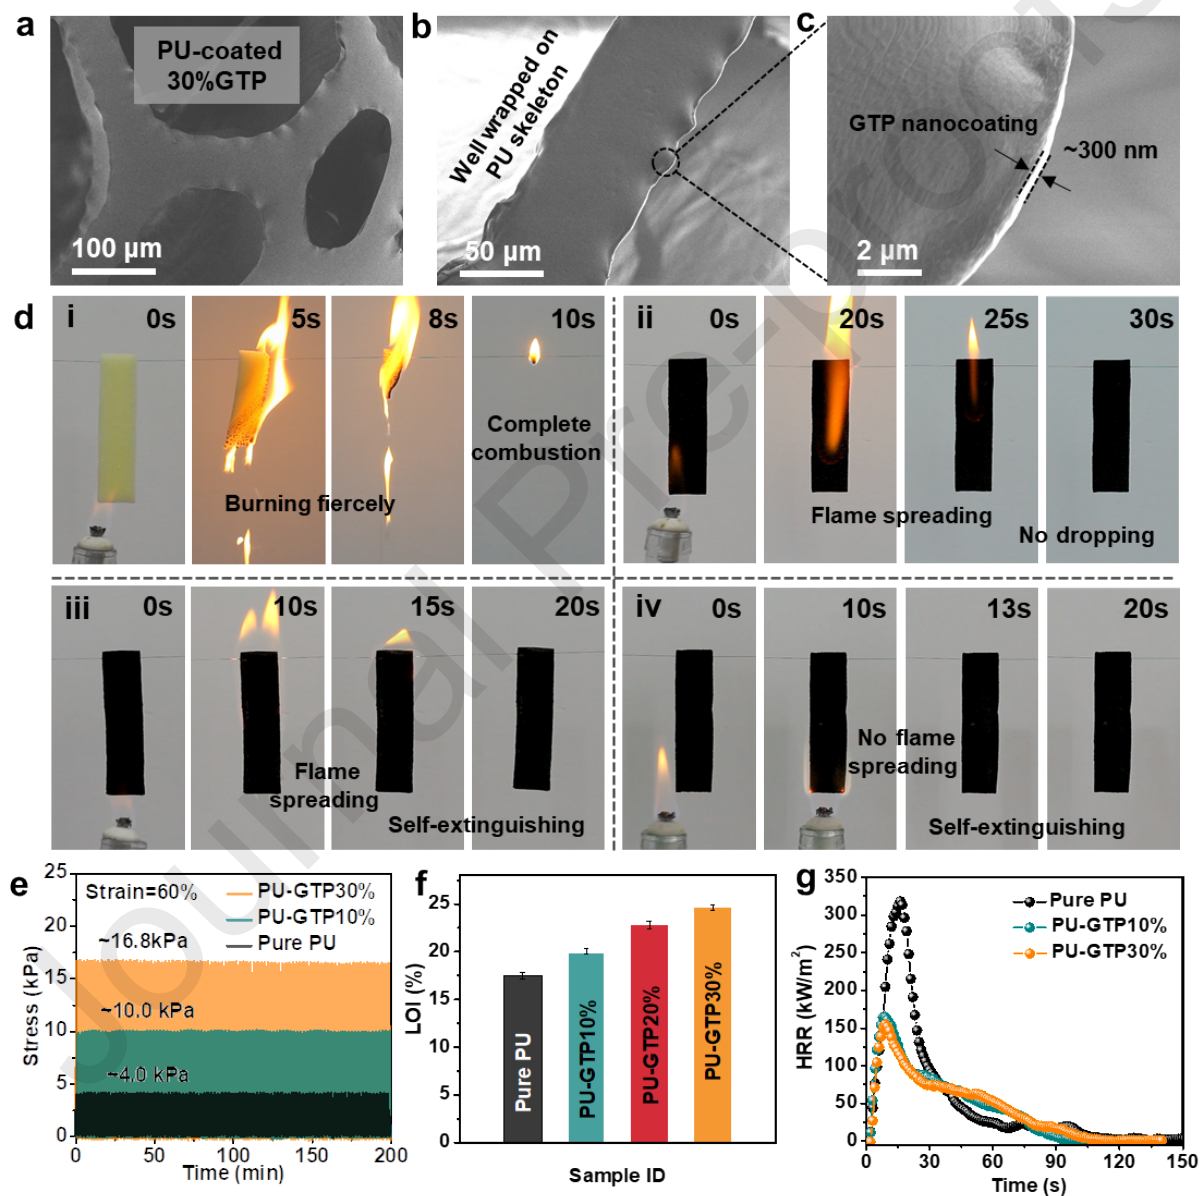 a
PU-coated
30%GTP
100 µm
b
Well wrapped on
PU skeleton
50 µm
c
GTP nanocoating
~300 nm
2 µm
d
i
0s
5s
8s
10s
Burning fiercely
Complete
combustion
ii
0s
20s
25s
30s
Flame spreading
No dropping
iii
0s
10s
15s
20s
Flame
spreading
Self-extinguishing
iv
0s
10s
13s
20s
No flame
spreading
Self-extinguishing
e
Stress (kPa)
25
20
15
10
5
0
Strain=60%
PU-GTP30%
PU-GTP10%
Pure PU
~16.8kPa
~10.0 kPa
~4.0 kPa
0 50 100 150 200
Time (min)
f
LOI (%)
25
20
15
10
5
0
Pure PU
PU-GTP10%
PU-GTP20%
PU-GTP30%
Sample ID
g
HRR (kW/m²)
350
300
250
200
150
100
50
0
Pure PU
PU-GTP10%
PU-GTP30%
0 30 60 90 120 150
Time (s)
Journal Pre-proofs